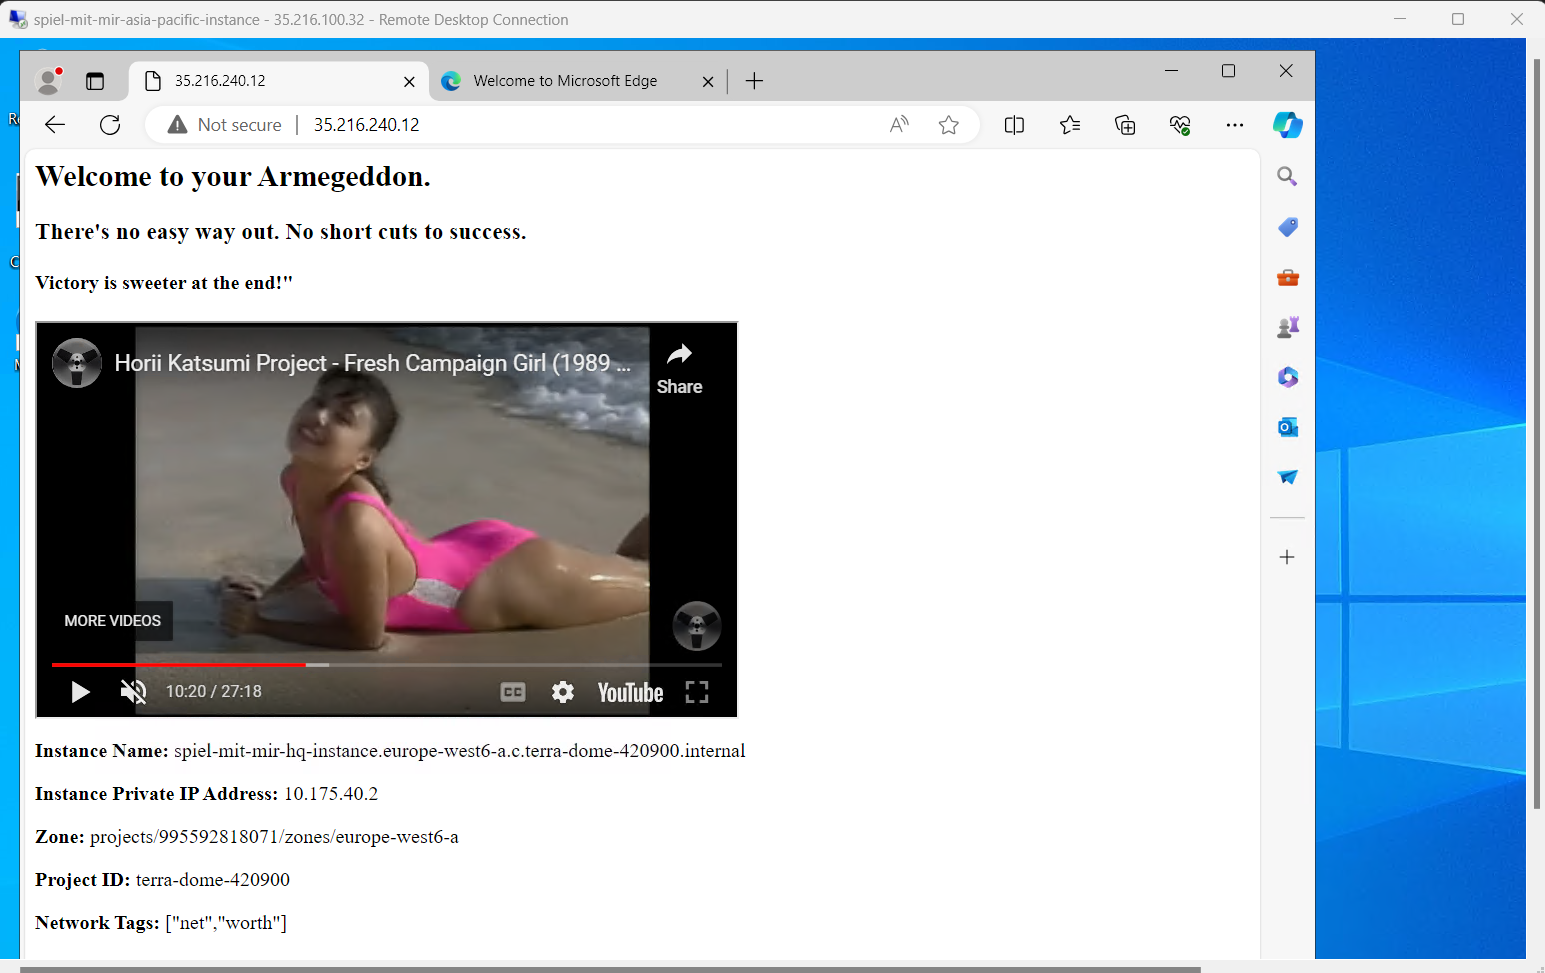 spiel-mit-mir-asia-pacific-instance - 35.216.100.32 - Remote Desktop Connection
35.216.240.12
Welcome to Microsoft Edge
Not secure
35.216.240.12
Welcome to your Armegeddon.
There's no easy way out. No short cuts to success.
Victory is sweeter at the end!"
Horii Katsumi Project - Fresh Campaign Girl (1989 ...
Share
MORE VIDEOS
10:20 / 27:18
CC
YouTube
Instance Name: spiel-mit-mir-hq-instance.europe-west6-a.c.terra-dome-420900.internal
Instance Private IP Address: 10.175.40.2
Zone: projects/995592818071/zones/europe-west6-a
Project ID: terra-dome-420900
Network Tags: ["net","worth"]